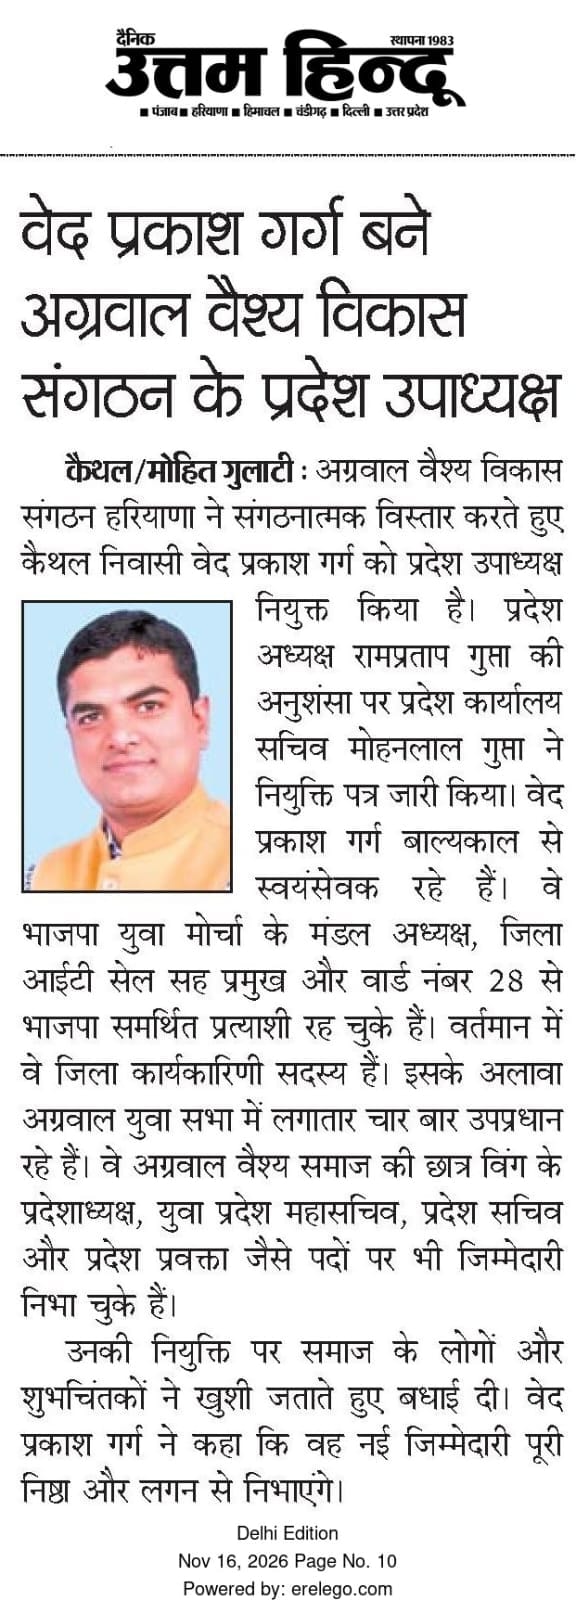 दैनिक
स्थापना 1983
उत्तम हिन्दू
■ पंजाब ■ हरियाणा ■ हिमाचल ■ चंडीगढ़ ■ दिल्ली ■ उत्तर प्रदेश
वेद प्रकाश गर्ग बने
अग्रवाल वैश्य विकास
संगठन के प्रदेश उपाध्यक्ष
कैथल/मोहित गुलाटी : अग्रवाल वैश्य विकास
संगठन हरियाणा ने संगठनात्मक विस्तार करते हुए
कैथल निवासी वेद प्रकाश गर्ग को प्रदेश उपाध्यक्ष
नियुक्त किया है। प्रदेश
अध्यक्ष रामप्रताप गुप्ता की
अनुशंसा पर प्रदेश कार्यालय
सचिव मोहनलाल गुप्ता ने
नियुक्ति पत्र जारी किया। वेद
प्रकाश गर्ग बाल्यकाल से
स्वयंसेवक रहे हैं। वे
भाजपा युवा मोर्चा के मंडल अध्यक्ष, जिला
आईटी सेल सह प्रमुख और वार्ड नंबर 28 से
भाजपा समर्थित प्रत्याशी रह चुके हैं। वर्तमान में
वे जिला कार्यकारिणी सदस्य हैं। इसके अलावा
अग्रवाल युवा सभा में लगातार चार बार उपप्रधान
रहे हैं। वे अग्रवाल वैश्य समाज की छात्र विंग के
प्रदेशाध्यक्ष, युवा प्रदेश महासचिव, प्रदेश सचिव
और प्रदेश प्रवक्ता जैसे पदों पर भी जिम्मेदारी
निभा चुके हैं।
उनकी नियुक्ति पर समाज के लोगों और
शुभचिंतकों ने खुशी जताते हुए बधाई दी। वेद
प्रकाश गर्ग ने कहा कि वह नई जिम्मेदारी पूरी
निष्ठा और लगन से निभाएंगे।
Delhi Edition
Nov 16, 2026 Page No. 10
Powered by: erelego.com